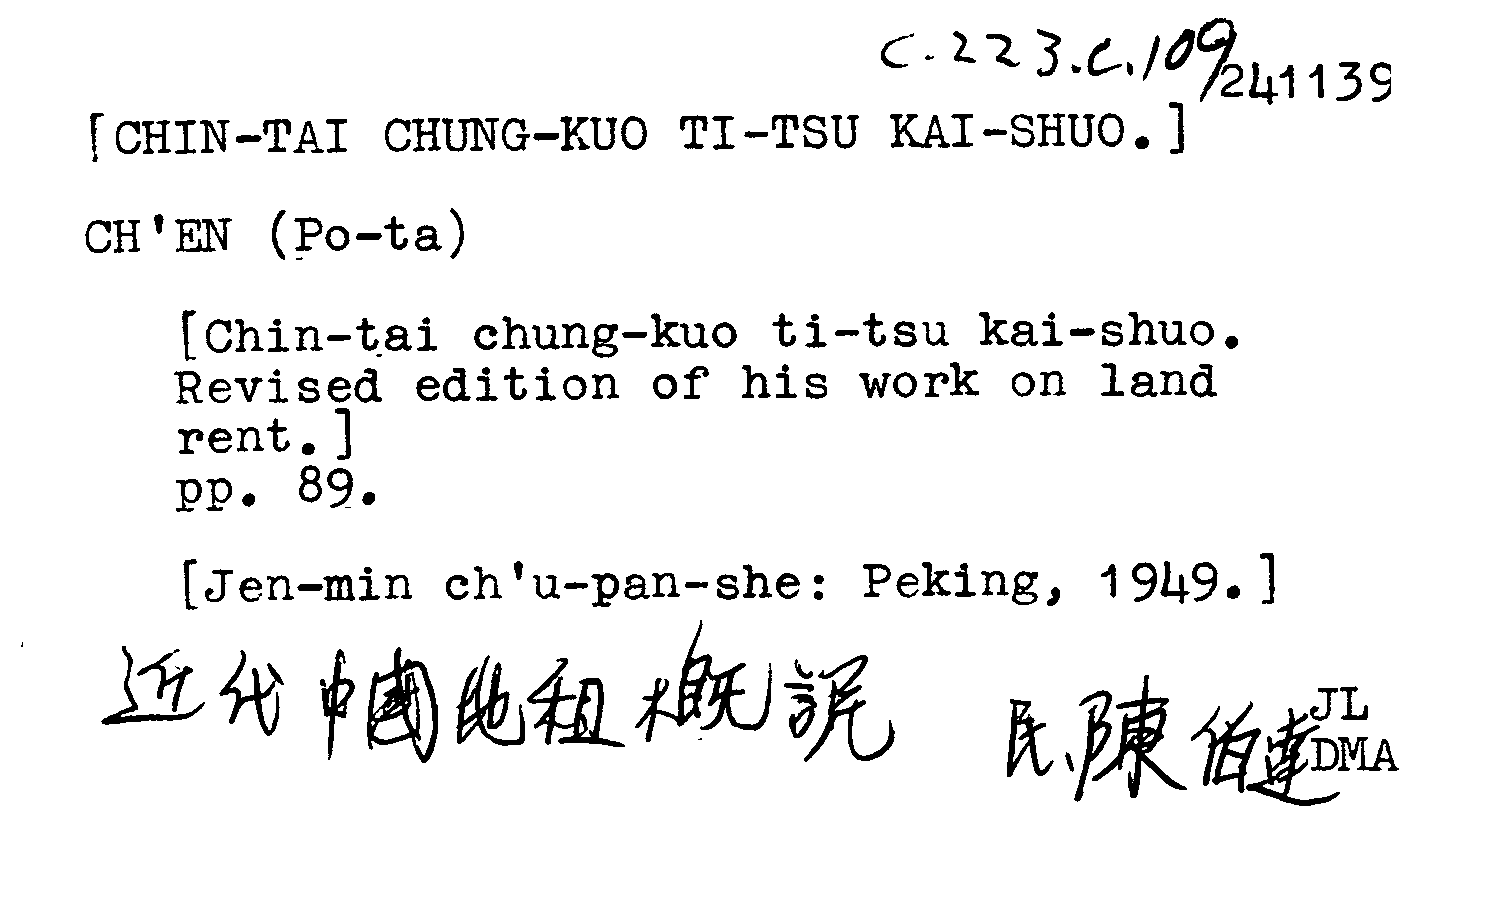 C.223.c.109
241139
[CHIN-TAI CHUNG-KUO TI-TSU KAI-SHUO.]
CH'EN (Po-ta)
[Chin-tai chung-kuo ti-tsu kai-shuo.
Revised edition of his work on land
rent.]
pp. 89.
[Jen-min ch'u-pan-she: Peking, 1949.]
近代中國地租概説 民、陳伯達
JL
DMA